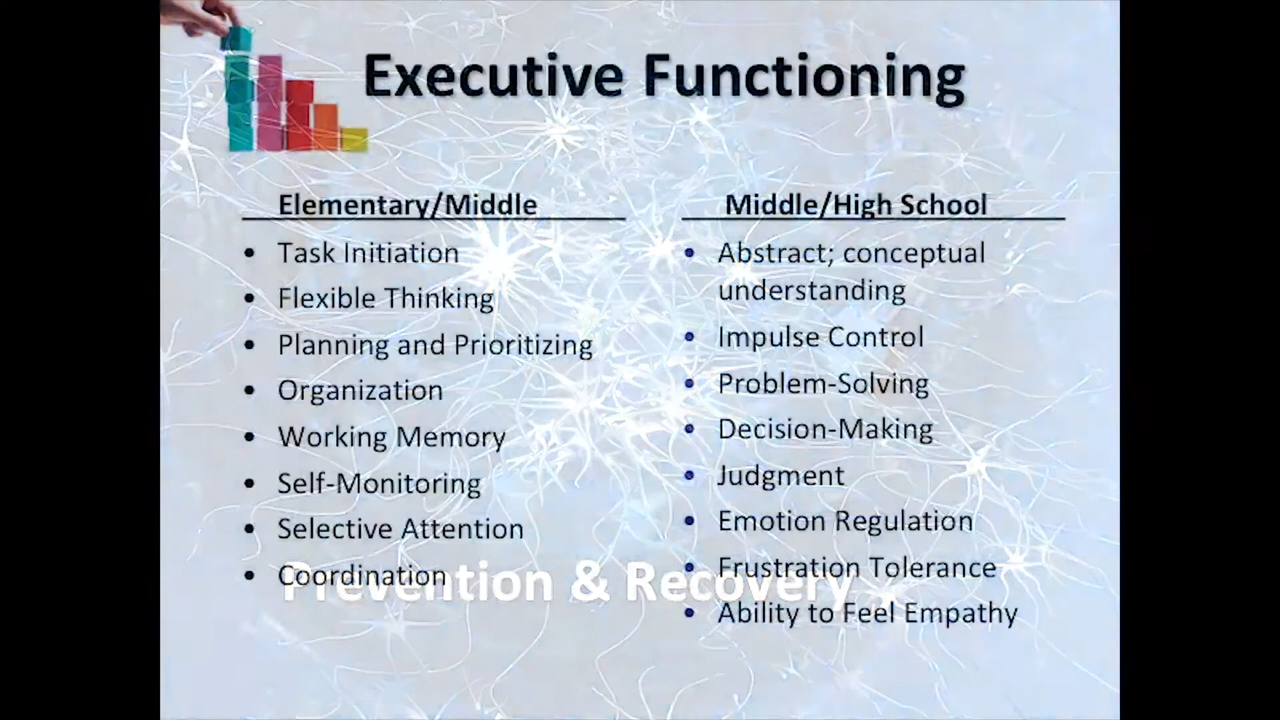 Executive Functioning
Elementary/Middle
• Task Initiation
• Flexible Thinking
• Planning and Prioritizing
• Organization
• Working Memory
• Self-Monitoring
• Selective Attention
• Coordination
Middle/High School
• Abstract; conceptual
understanding
• Impulse Control
• Problem-Solving
• Decision-Making
• Judgment
• Emotion Regulation
• Frustration Tolerance
• Ability to Feel Empathy
Prevention & Recovery